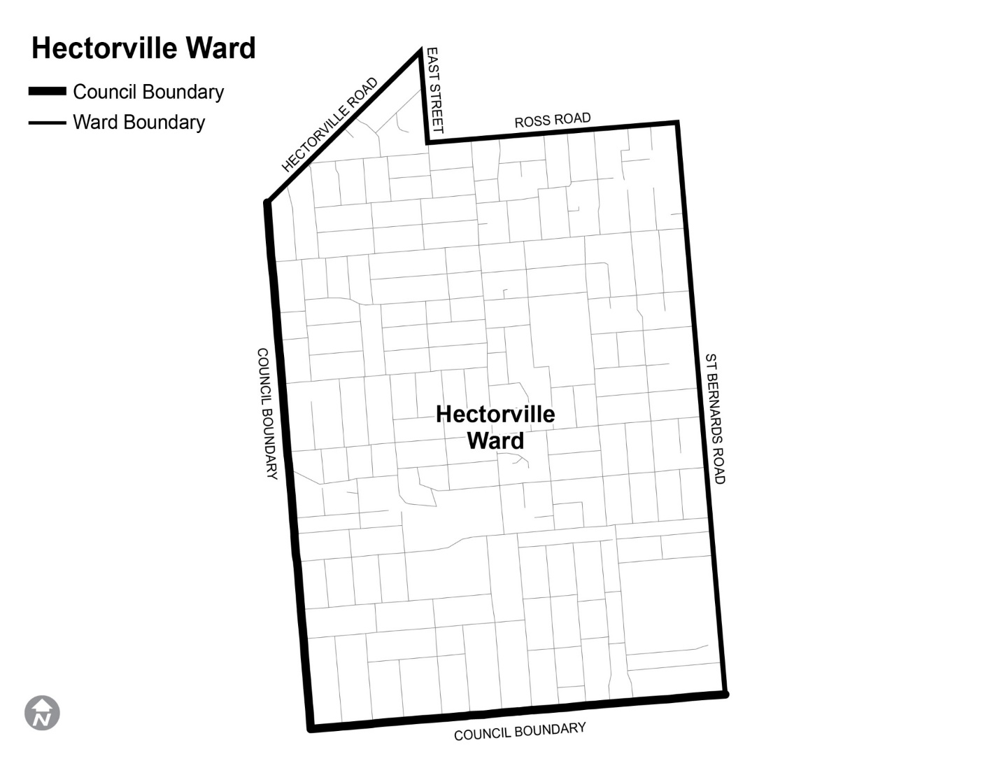 Hectorville Ward
Council Boundary
Ward Boundary
HECTORVILLE ROAD
EAST STREET
ROSS ROAD
COUNCIL BOUNDARY
ST BERNARDS ROAD
Hectorville
Ward
COUNCIL BOUNDARY
N